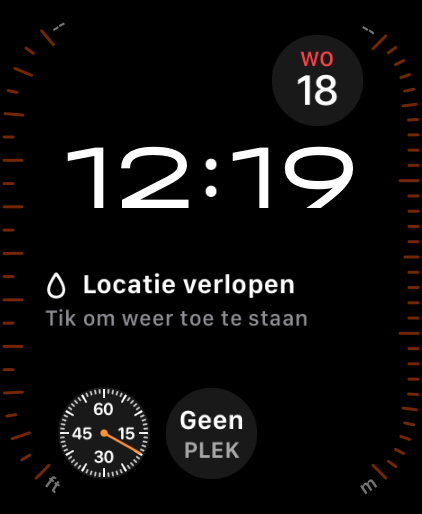 --
--
WO
18
12:19
Locatie verlopen
Tik om weer toe te staan
60
45 15
30
Geen
PLEK
ft
m